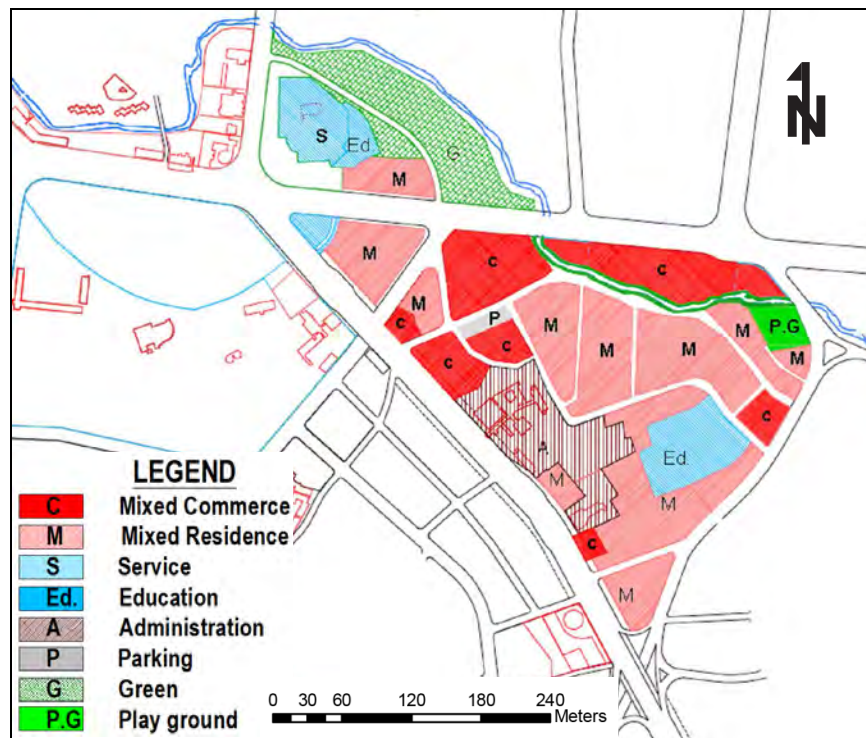 N
S
Ed.
G
M
M
C
C
M
C
P
C
C
M
M
M
M
P.G
M
C
Ed.
A
M
M
C
M
LEGEND
C Mixed Commerce
M Mixed Residence
S Service
Ed. Education
A Administration
P Parking
G Green
P.G Play ground
0 30 60 120 180 240
Meters